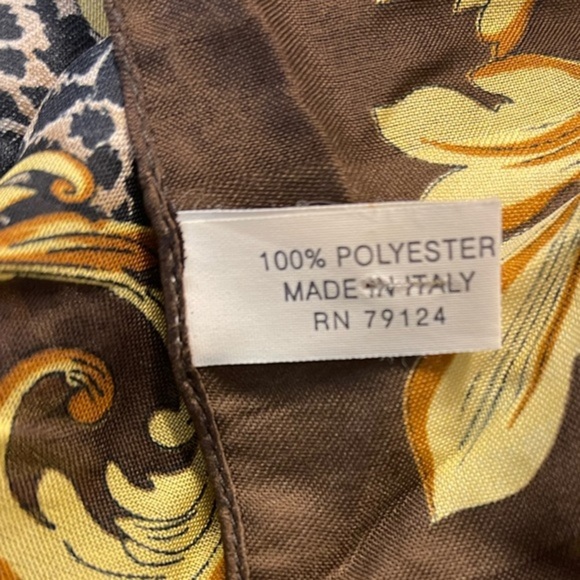 100% POLYESTER
MADE IN ITALY
RN 79124